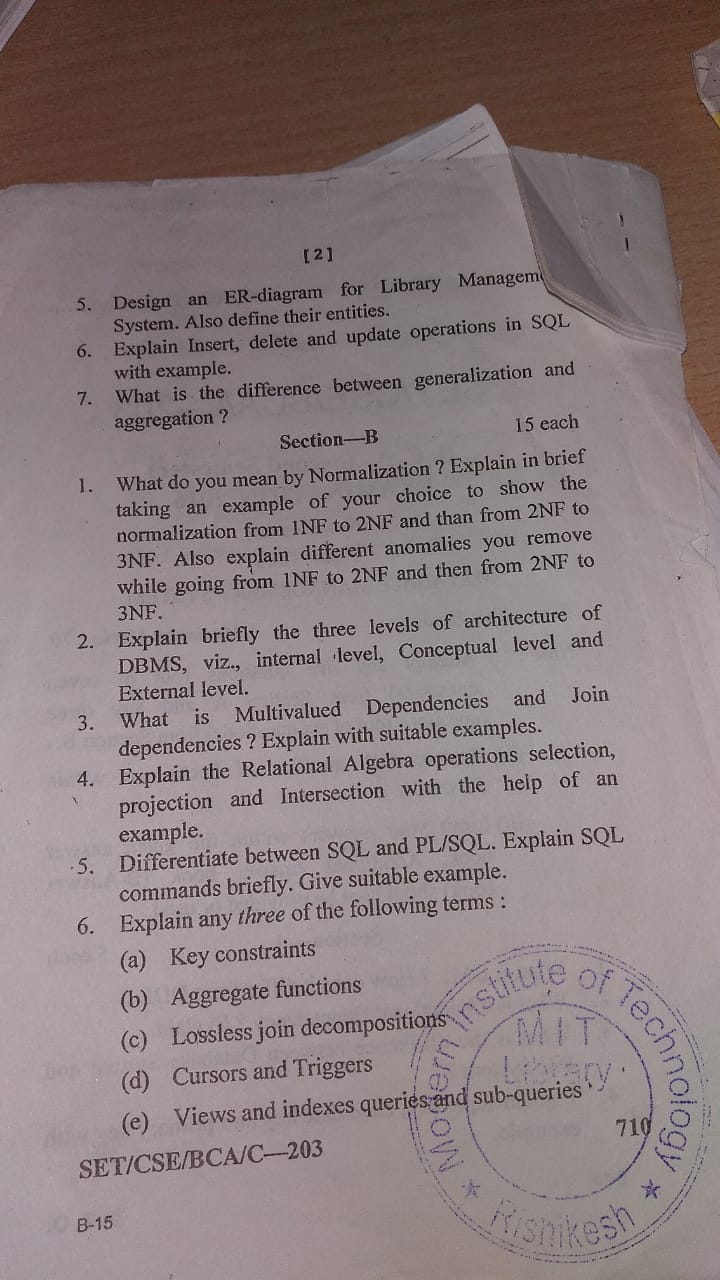 [ 2 ]
5. Design an ER-diagram for Library Managem
System. Also define their entities.
6. Explain Insert, delete and update operations in SQL
with example.
7. What is the difference between generalization and
aggregation ?
Section—B 15 each
1. What do you mean by Normalization ? Explain in brief
taking an example of your choice to show the
normalization from 1NF to 2NF and than from 2NF to
3NF. Also explain different anomalies you remove
while going from 1NF to 2NF and then from 2NF to
3NF.
2. Explain briefly the three levels of architecture of
DBMS, viz., internal level, Conceptual level and
External level.
3. What is Multivalued Dependencies and Join
dependencies ? Explain with suitable examples.
4. Explain the Relational Algebra operations selection,
projection and Intersection with the help of an
example.
5. Differentiate between SQL and PL/SQL. Explain SQL
commands briefly. Give suitable example.
6. Explain any three of the following terms :
(a) Key constraints
(b) Aggregate functions
(c) Lossless join decompositions
(d) Cursors and Triggers
(e) Views and indexes queries and sub-queries
SET/CSE/BCA/C—203 710
B-15
Modern Institute of Technology
MIT
Library
Rishikesh